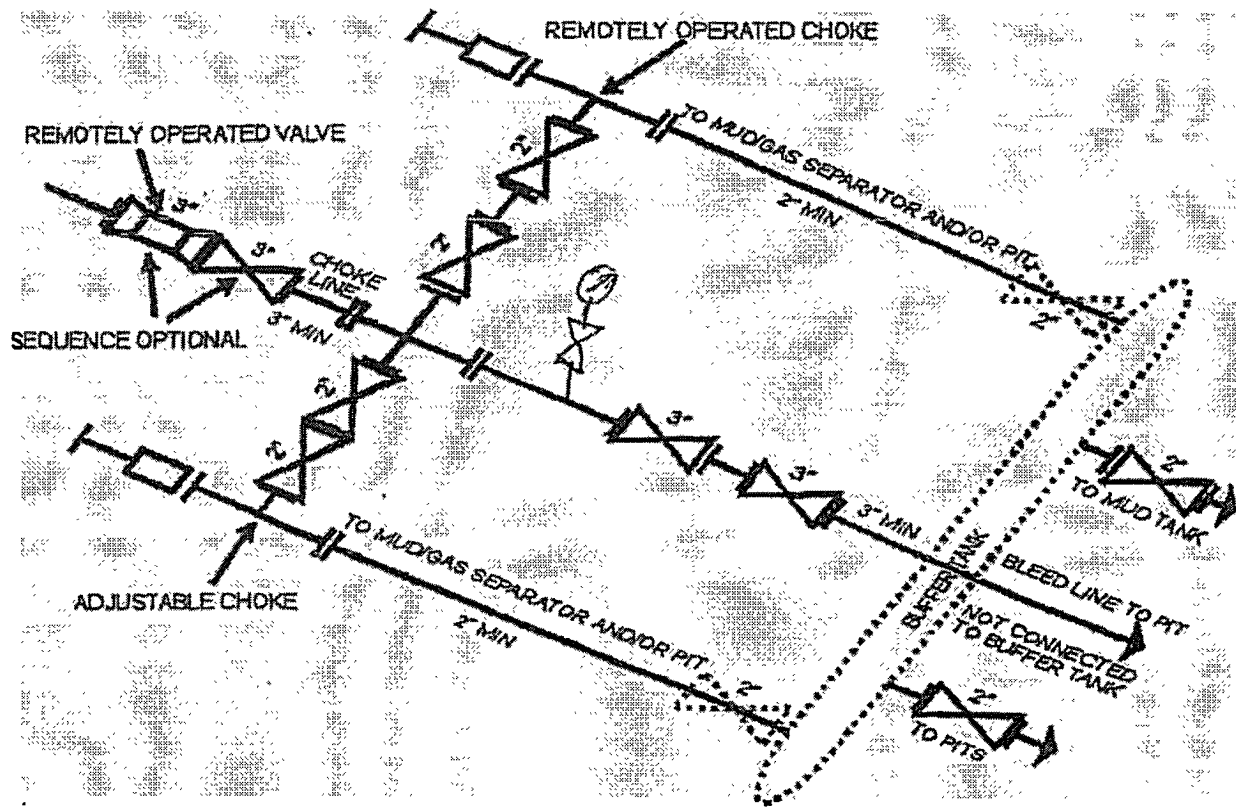 REMOTELY OPERATED CHOKE
REMOTELY OPERATED VALVE
TO MUD/GAS SEPARATOR AND/OR PIT
2" MIN
2"
2"
3"
3"
CHOKE
LINE
3" MIN
SEQUENCE OPTIONAL
2"
2"
2"
3"
3"
3" MIN
2"
TO MUD TANK
BUFFER TANK
BLEED LINE TO PIT
NOT CONNECTED
TO BUFFER TANK
TO MUD/GAS SEPARATOR AND/OR PIT
2" MIN
ADJUSTABLE CHOKE
2"
2"
TO PITS